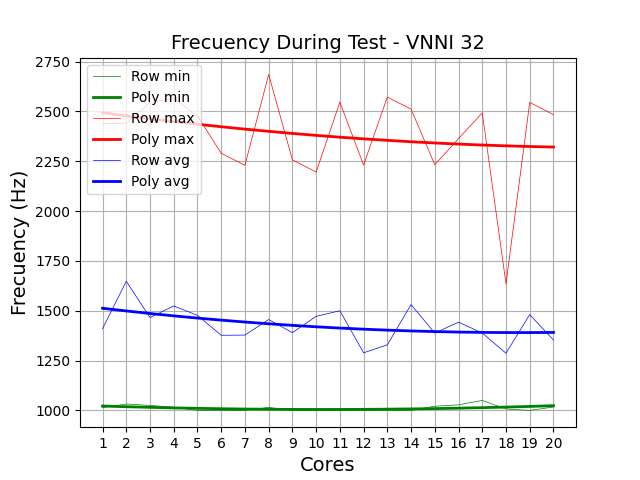 Frecuency During Test - VNNI 32
Frecuency (Hz)
2750
2500
2250
2000
1750
1500
1250
1000
Row min
Poly min
Row max
Poly max
Row avg
Poly avg
1 2 3 4 5 6 7 8 9 10 11 12 13 14 15 16 17 18 19 20
Cores